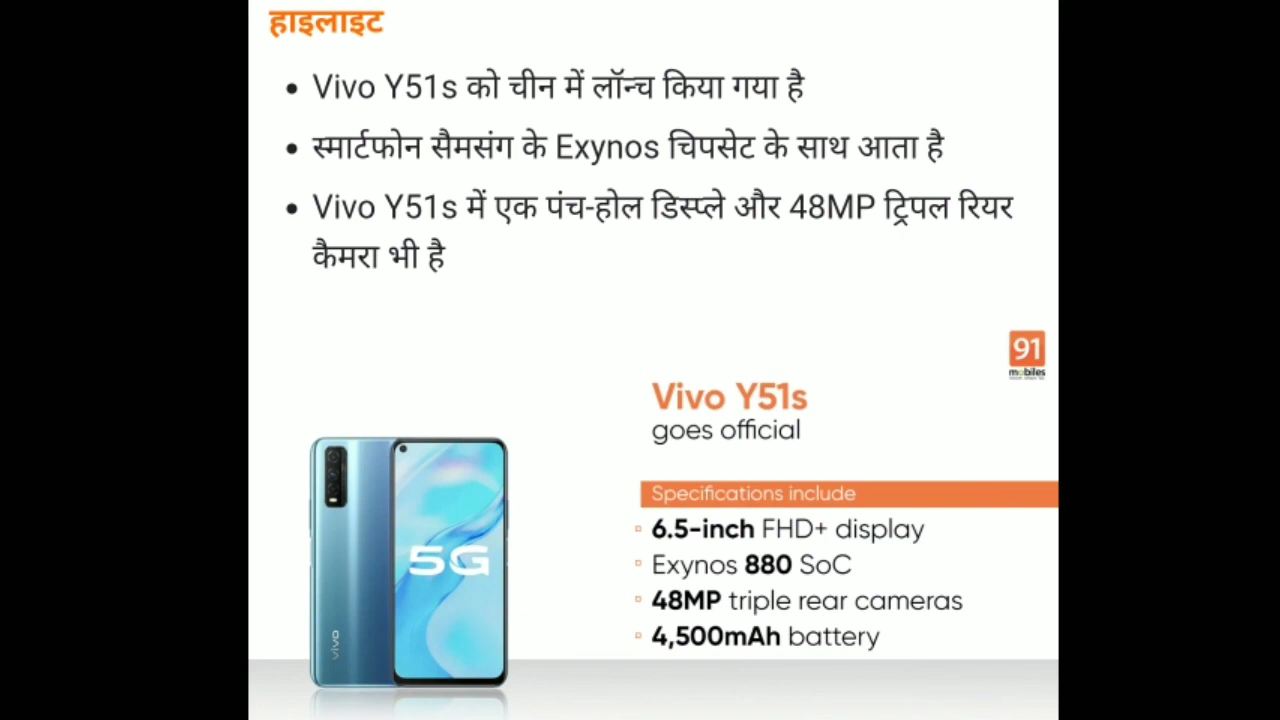 हाइलाइट
• Vivo Y51s को चीन में लॉन्च किया गया है
• स्मार्टफोन सैमसंग के Exynos चिपसेट के साथ आता है
• Vivo Y51s में एक पंच-होल डिस्प्ले और 48MP ट्रिपल रियर
कैमरा भी है
91
mobiles
Vivo Y51s
goes official
Specifications include
6.5-inch FHD+ display
Exynos 880 SoC
48MP triple rear cameras
4,500mAh battery
5G
vivo